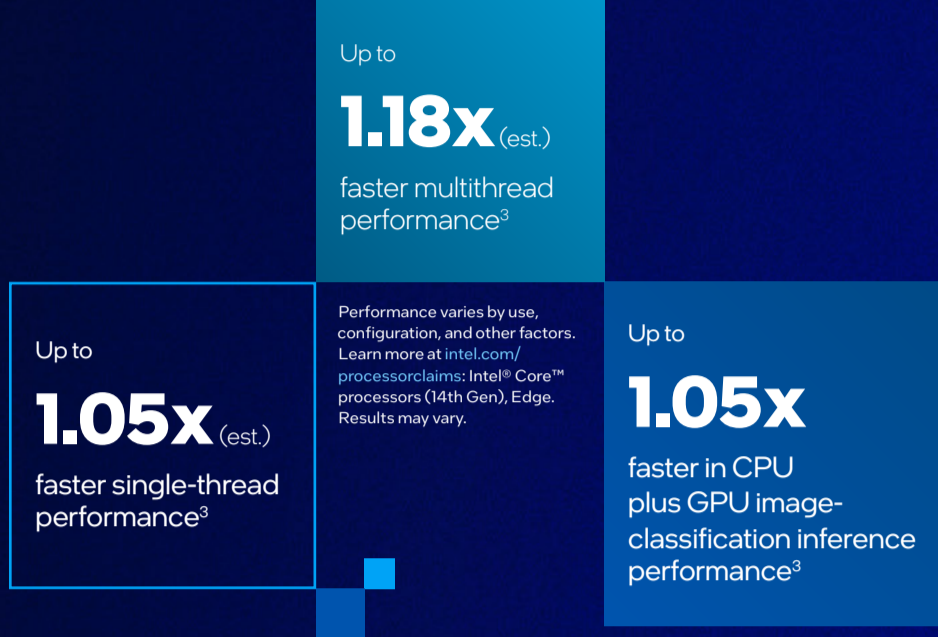 Up to
1.18x (est.)
faster multithread
performance³
Up to
1.05x (est.)
faster single-thread
performance³
Performance varies by use,
configuration, and other factors.
Learn more at intel.com/
processorclaims: Intel® Core™
processors (14th Gen), Edge.
Results may vary.
Up to
1.05x
faster in CPU
plus GPU image-
classification inference
performance³